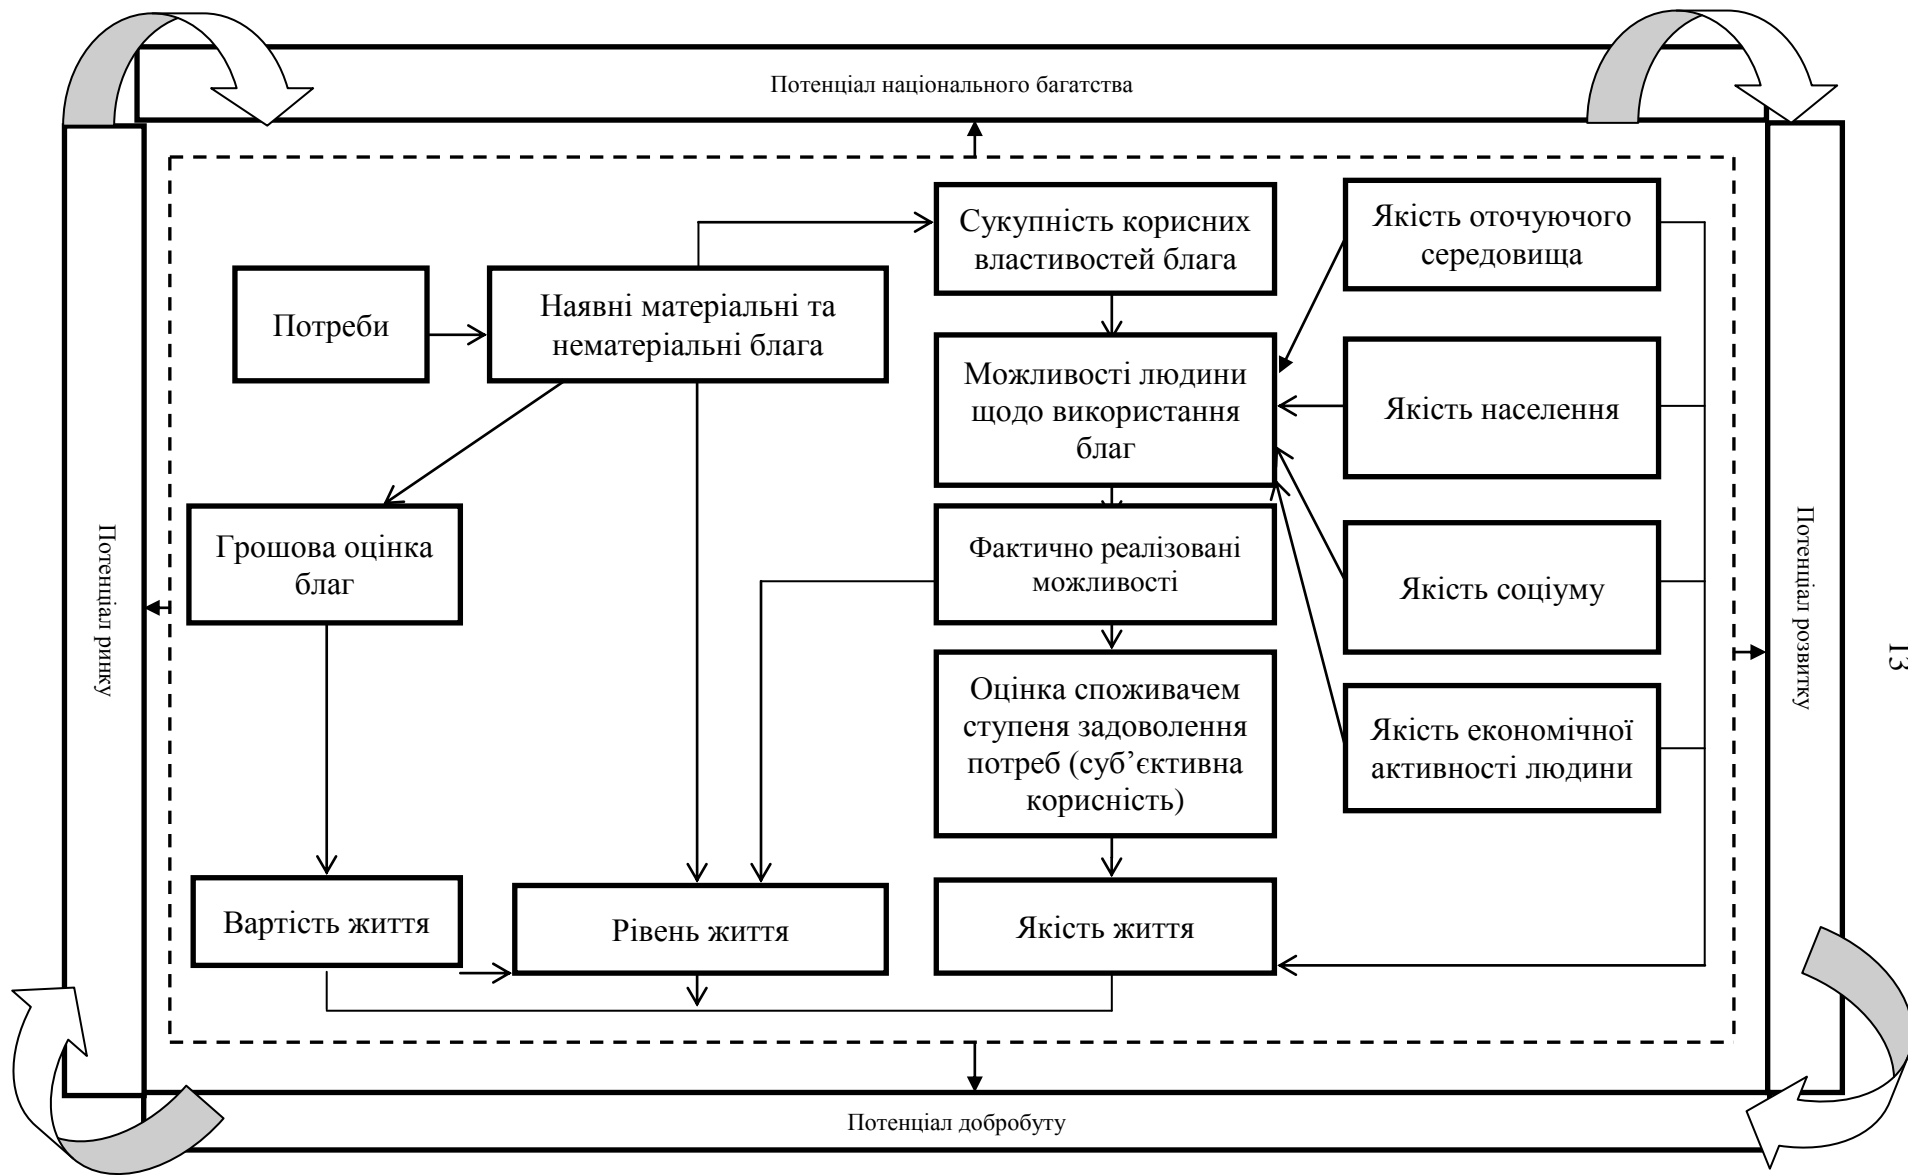 Потенціал національного багатства
Сукупність корисних
властивостей блага
Якість оточуючого
середовища
Потреби
Наявні матеріальні та
нематеріальні блага
Можливості людини
щодо використання
благ
Якість населення
Грошова оцінка
благ
Фактично реалізовані
можливості
Якість соціуму
Потенціал ринку
Потенціал розвитку
13
Оцінка споживачем
ступеня задоволення
потреб (суб’єктивна
корисність)
Якість економічної
активності людини
Вартість життя
Рівень життя
Якість життя
Потенціал добробуту